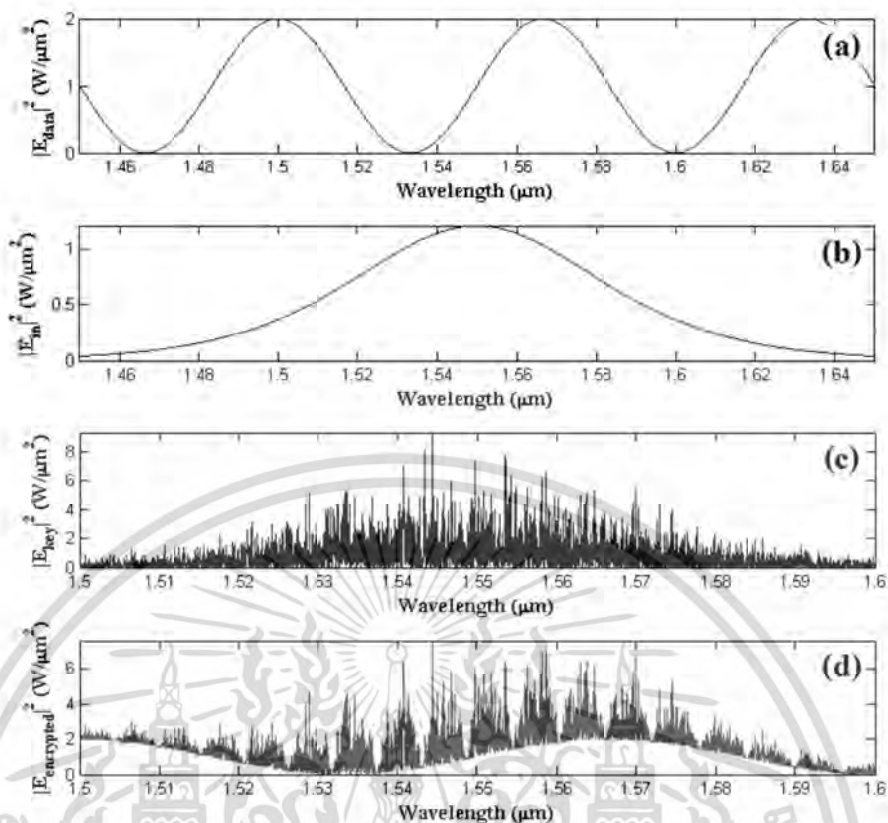 (a)
|E_data|² (W/μm²)
2
1
0
1.46 1.48 1.5 1.52 1.54 1.56 1.58 1.6 1.62 1.64
Wavelength (μm)
(b)
|E_in|² (W/μm²)
1
0.5
0
1.46 1.48 1.5 1.52 1.54 1.56 1.58 1.6 1.62 1.64
Wavelength (μm)
(c)
|E_key|² (W/μm²)
8
6
4
2
0
1.5 1.51 1.52 1.53 1.54 1.55 1.56 1.57 1.58 1.59 1.6
Wavelength (μm)
(d)
|E_encrypted|² (W/μm²)
6
4
2
0
1.5 1.51 1.52 1.53 1.54 1.55 1.56 1.57 1.58 1.59 1.6
Wavelength (μm)